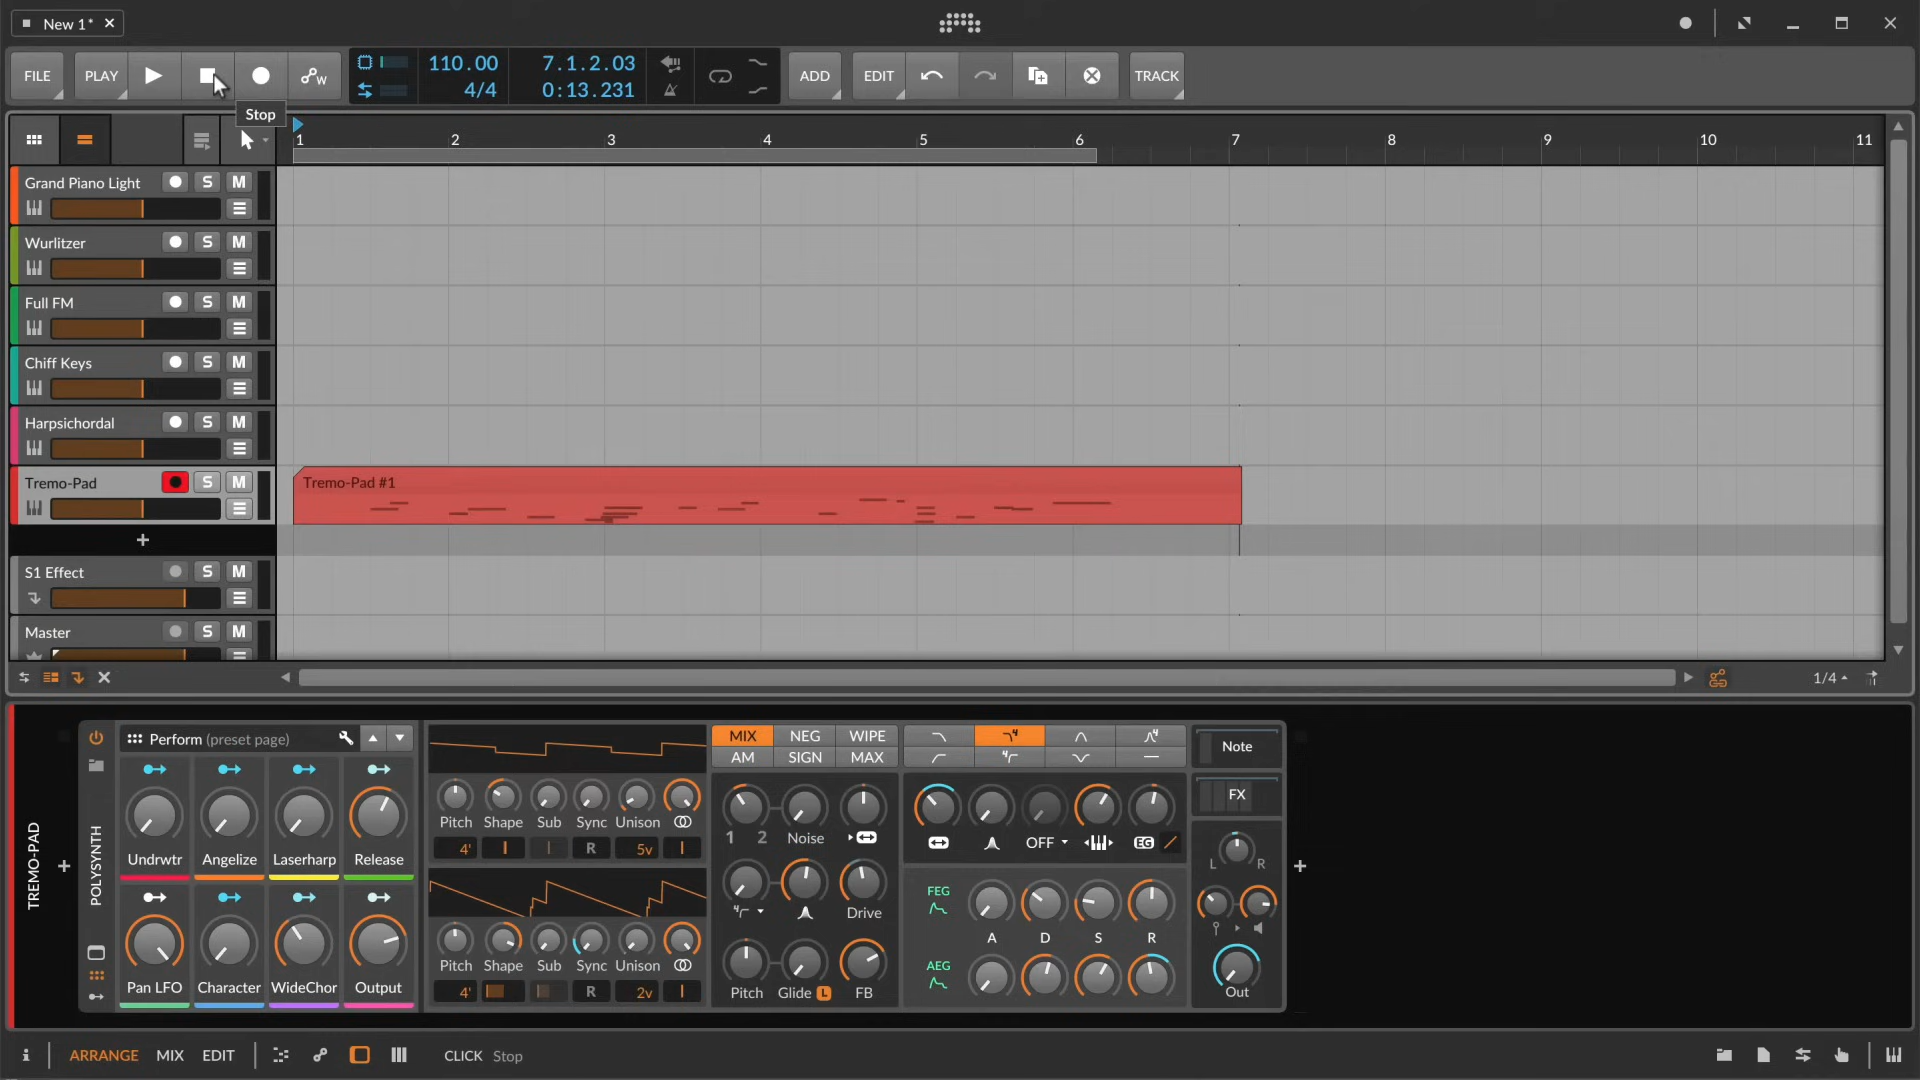 New 1*
FILE
PLAY
W
110.00
4/4
7.1.2.03
0:13.231
ADD
EDIT
TRACK
Stop
1 2 3 4 5 6 7 8 9 10 11
Grand Piano Light S M
Wurlitzer S M
Full FM S M
Chiff Keys S M
Harpsichordal S M
Tremo-Pad S M
Tremo-Pad #1
+
S1 Effect S M
Master S M
1/4
TREMO-PAD
+
POLYSYNTH
Perform (preset page)
Undrwtr Angelize Laserharp Release
Pan LFO Character WideChor Output
Pitch Shape Sub Sync Unison
4' R 5v
Pitch Shape Sub Sync Unison
4' R 2v
MIX NEG WIPE
AM SIGN MAX
1 2 Noise
Drive
Pitch Glide L FB
4
4
4
OFF EG
FEG
A D S R
AEG
Note
FX
L R
Out
+
i ARRANGE MIX EDIT CLICK Stop